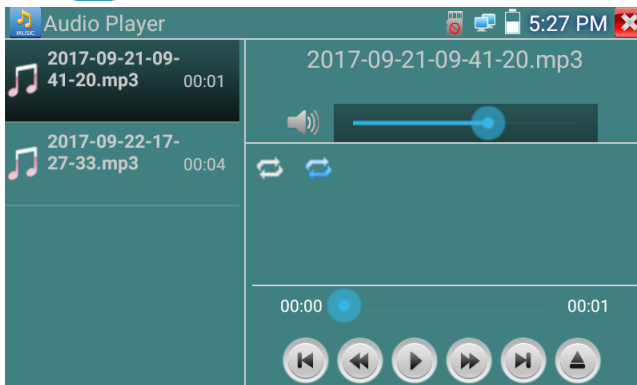 Audio Player
5:27 PM
MUSIC
2017-09-21-09-
41-20.mp3 00:01
2017-09-22-17-
27-33.mp3 00:04
2017-09-21-09-41-20.mp3
00:00 00:01